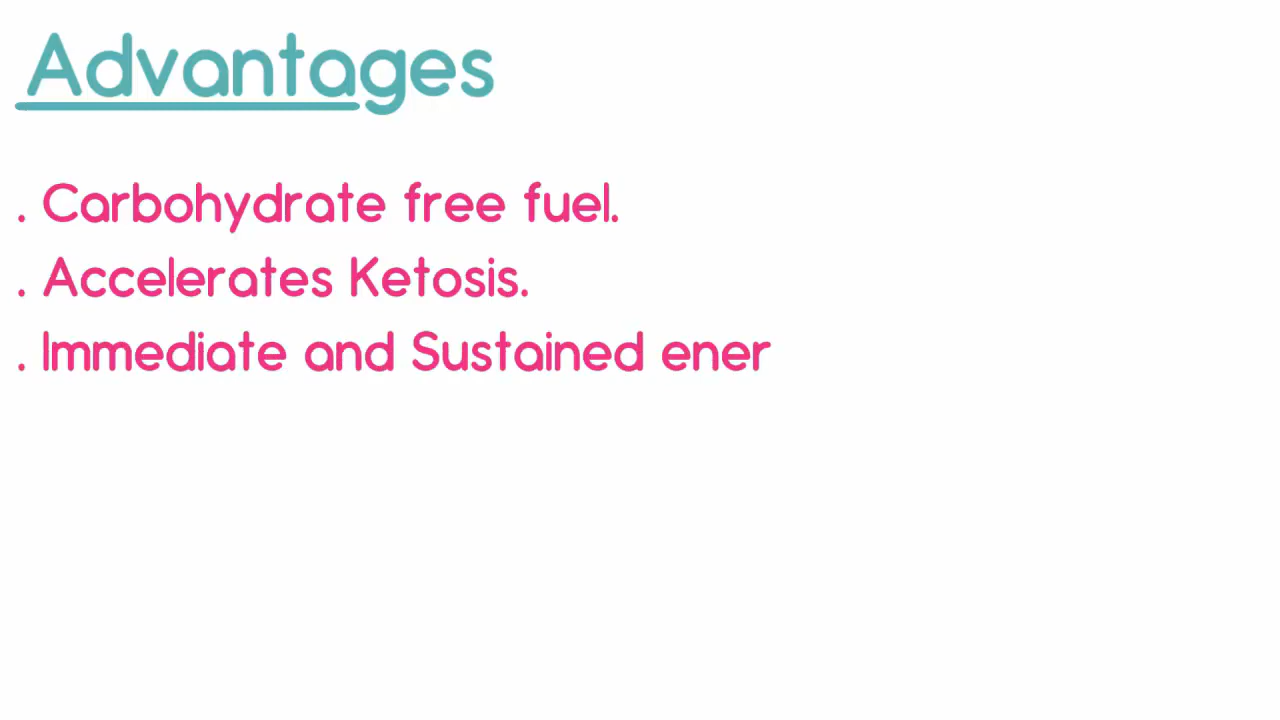 Advantages
. Carbohydrate free fuel.
. Accelerates Ketosis.
. Immediate and Sustained ener